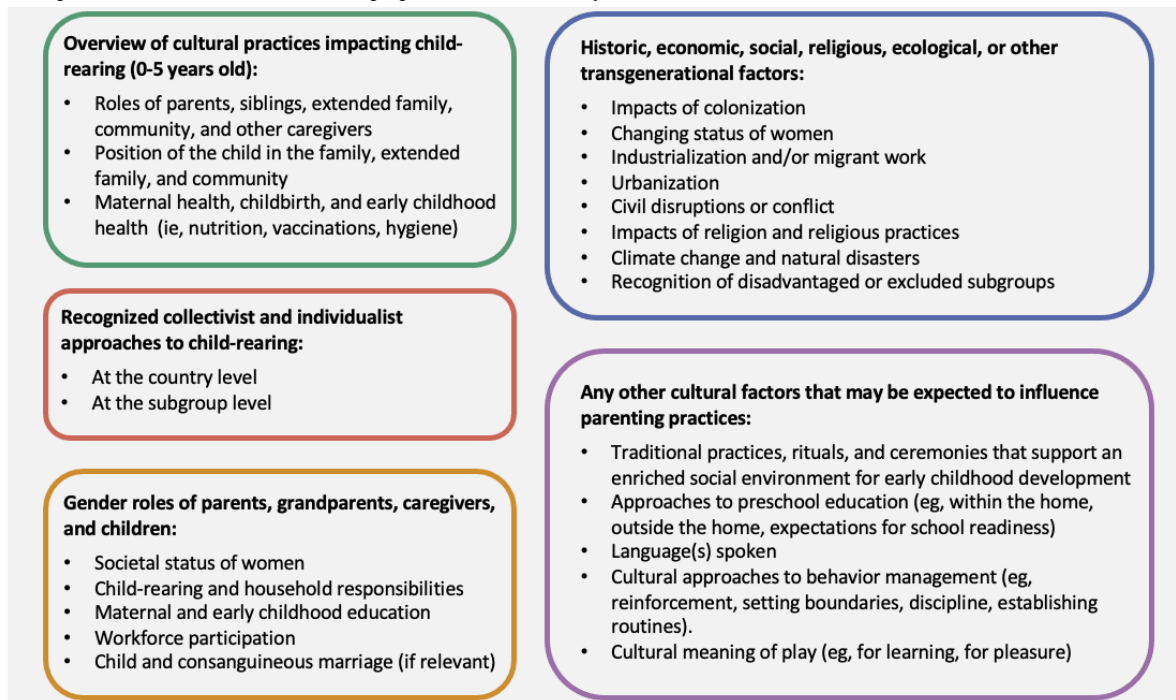 Overview of cultural practices impacting child-
rearing (0-5 years old):
• Roles of parents, siblings, extended family,
community, and other caregivers
• Position of the child in the family, extended
family, and community
• Maternal health, childbirth, and early childhood
health (ie, nutrition, vaccinations, hygiene)
Recognized collectivist and individualist
approaches to child-rearing:
• At the country level
• At the subgroup level
Gender roles of parents, grandparents, caregivers,
and children:
• Societal status of women
• Child-rearing and household responsibilities
• Maternal and early childhood education
• Workforce participation
• Child and consanguineous marriage (if relevant)
Historic, economic, social, religious, ecological, or other
transgenerational factors:
• Impacts of colonization
• Changing status of women
• Industrialization and/or migrant work
• Urbanization
• Civil disruptions or conflict
• Impacts of religion and religious practices
• Climate change and natural disasters
• Recognition of disadvantaged or excluded subgroups
Any other cultural factors that may be expected to influence
parenting practices:
• Traditional practices, rituals, and ceremonies that support an
enriched social environment for early childhood development
• Approaches to preschool education (eg, within the home,
outside the home, expectations for school readiness)
• Language(s) spoken
• Cultural approaches to behavior management (eg,
reinforcement, setting boundaries, discipline, establishing
routines).
• Cultural meaning of play (eg, for learning, for pleasure)